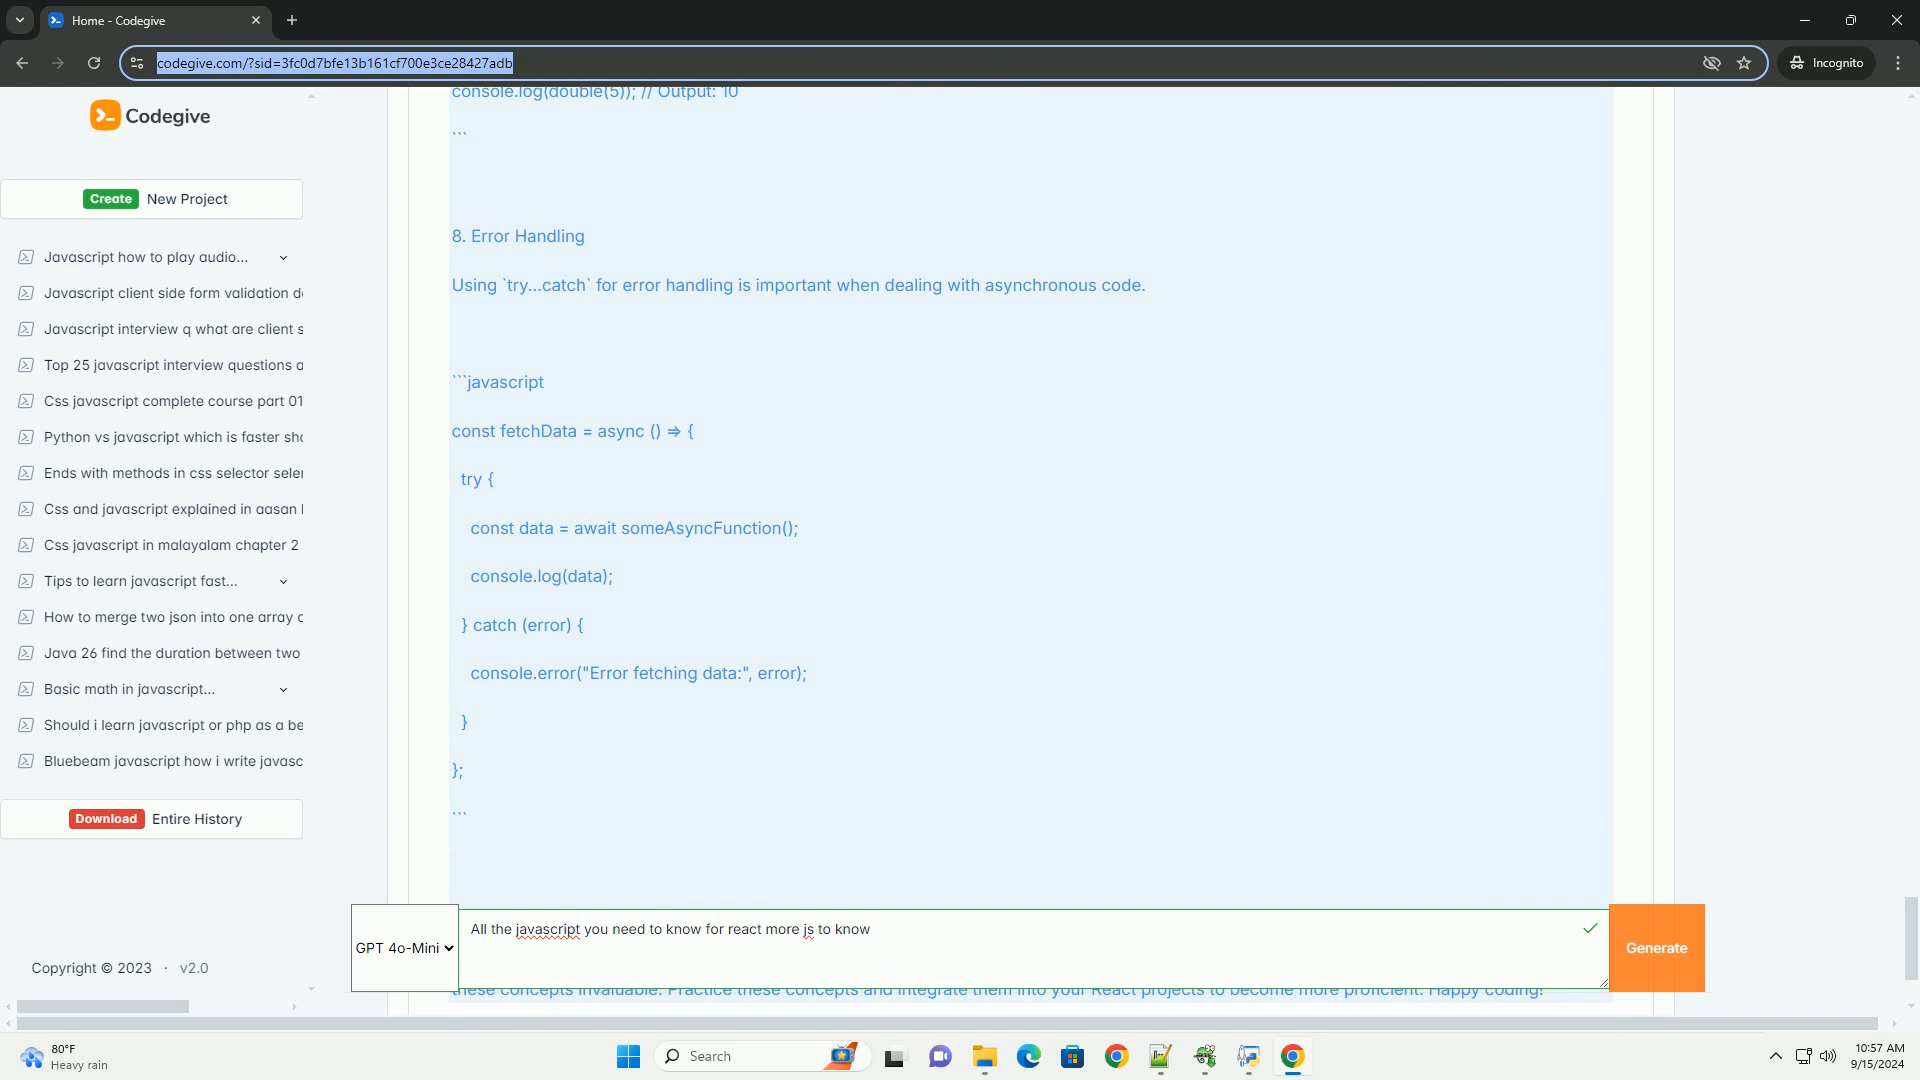 Home - Codegive
codegive.com/?sid=3fc0d7bfe13b161cf700e3ce28427adb
Incognito
Codegive
Create New Project
Javascript how to play audio...
Javascript client side form validation d
Javascript interview q what are client s
Top 25 javascript interview questions a
Css javascript complete course part 01
Python vs javascript which is faster sho
Ends with methods in css selector seler
Css and javascript explained in aasan l
Css javascript in malayalam chapter 2
Tips to learn javascript fast...
How to merge two json into one array o
Java 26 find the duration between two
Basic math in javascript...
Should i learn javascript or php as a be
Bluebeam javascript how i write javasc
Download Entire History
Copyright © 2023 · v2.0
console.log(double(5)); // Output: 10
```
8. Error Handling
Using `try...catch` for error handling is important when dealing with asynchronous code.
```javascript
const fetchData = async () => {
try {
const data = await someAsyncFunction();
console.log(data);
} catch (error) {
console.error("Error fetching data:", error);
}
};
```
GPT 4o-Mini
All the javascript you need to know for react more js to know
Generate
these concepts invaluable. Practice these concepts and integrate them into your React projects to become more proficient. Happy coding!
80°F
Heavy rain
Search
10:57 AM
9/15/2024